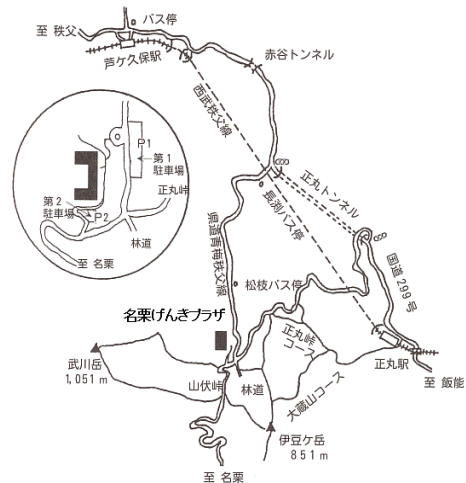 バス停
至 秩父
芦ケ久保駅
赤谷トンネル
西武秩父線
P1
第1
駐車場
正丸峠
第2
駐車場
P2
林道
至 名栗
正丸トンネル
長渕バス停
県道青梅秩父線
国道299号
松枝バス停
名栗げんきプラザ
正丸峠
コース
武川岳
1,051m
山伏峠
林道
大蔵山コース
正丸駅
至 飯能
伊豆ケ岳
851m
至 名栗